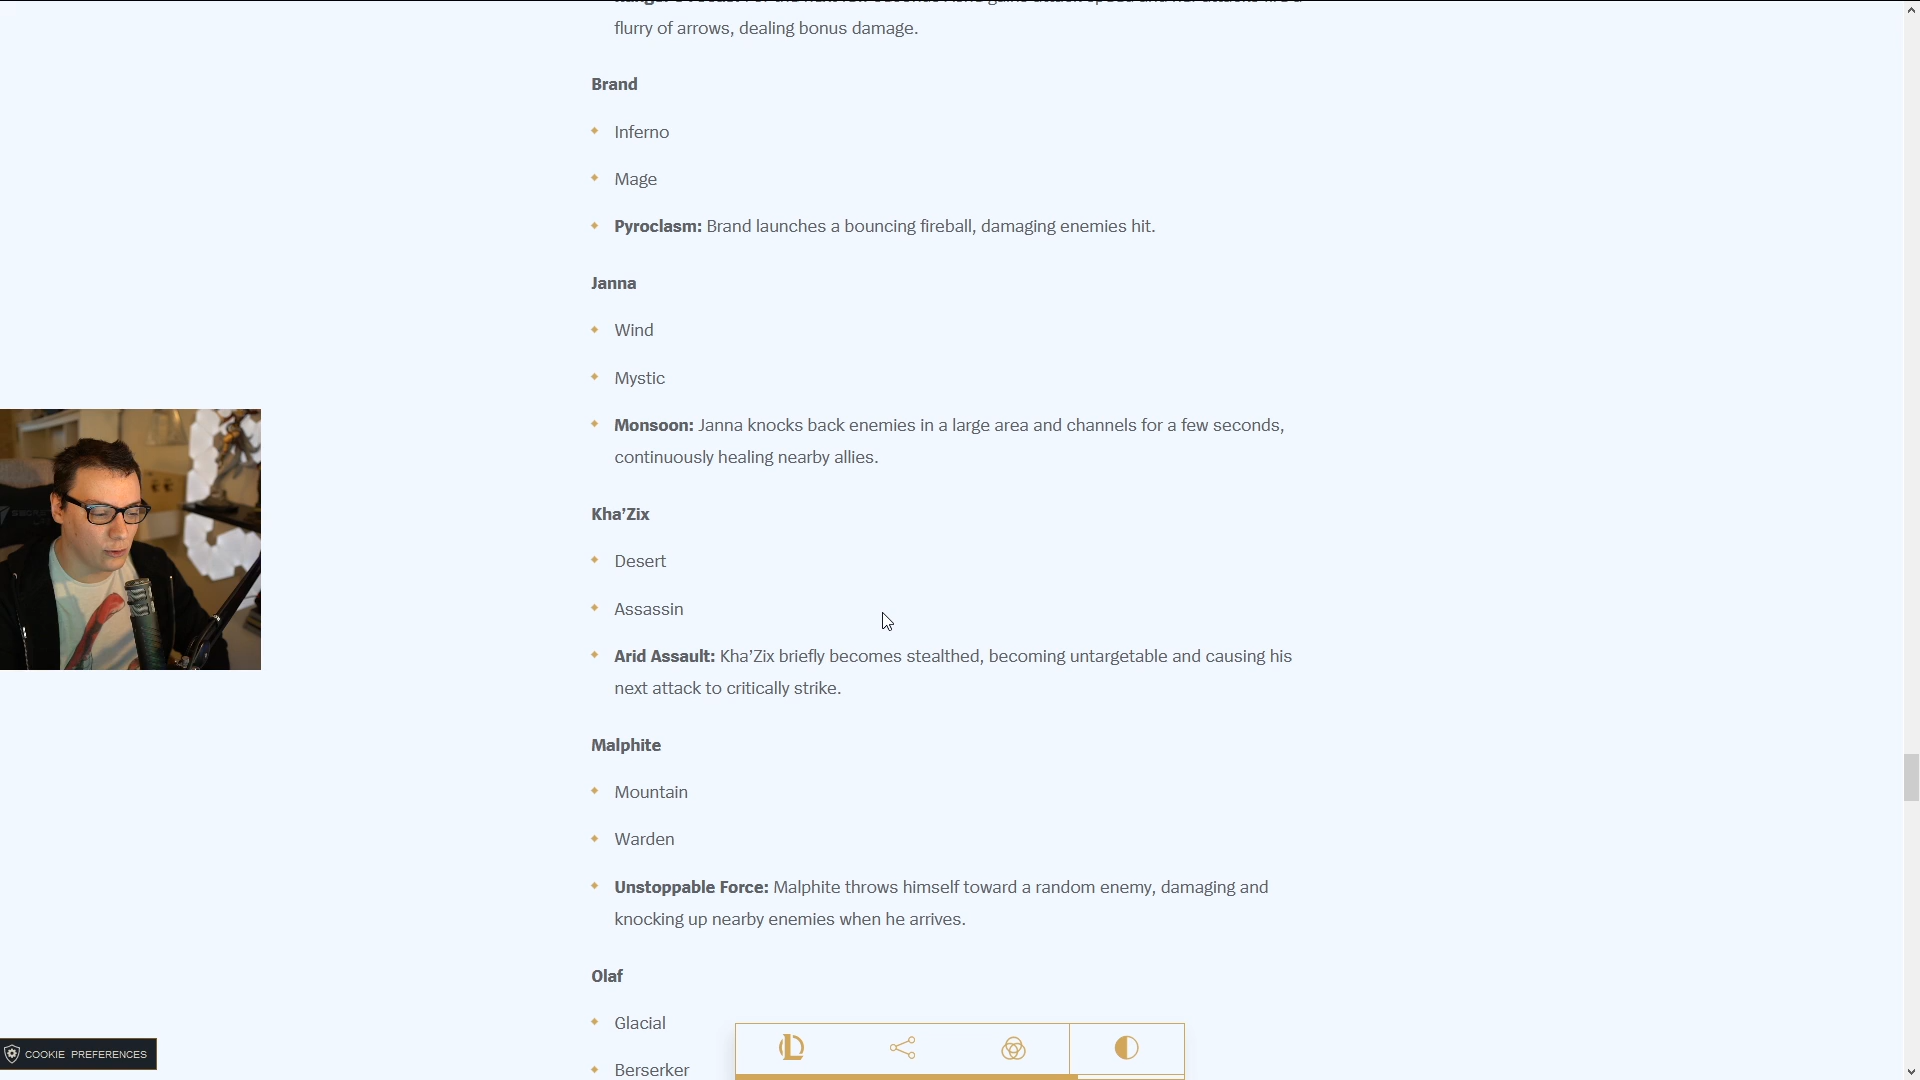 flurry of arrows, dealing bonus damage.
Brand
Inferno
Mage
Pyroclasm: Brand launches a bouncing fireball, damaging enemies hit.
Janna
Wind
Mystic
Monsoon: Janna knocks back enemies in a large area and channels for a few seconds,
continuously healing nearby allies.
Kha’Zix
Desert
Assassin
Arid Assault: Kha’Zix briefly becomes stealthed, becoming untargetable and causing his
next attack to critically strike.
Malphite
Mountain
Warden
Unstoppable Force: Malphite throws himself toward a random enemy, damaging and
knocking up nearby enemies when he arrives.
Olaf
Glacial
Berserker
COOKIE PREFERENCES